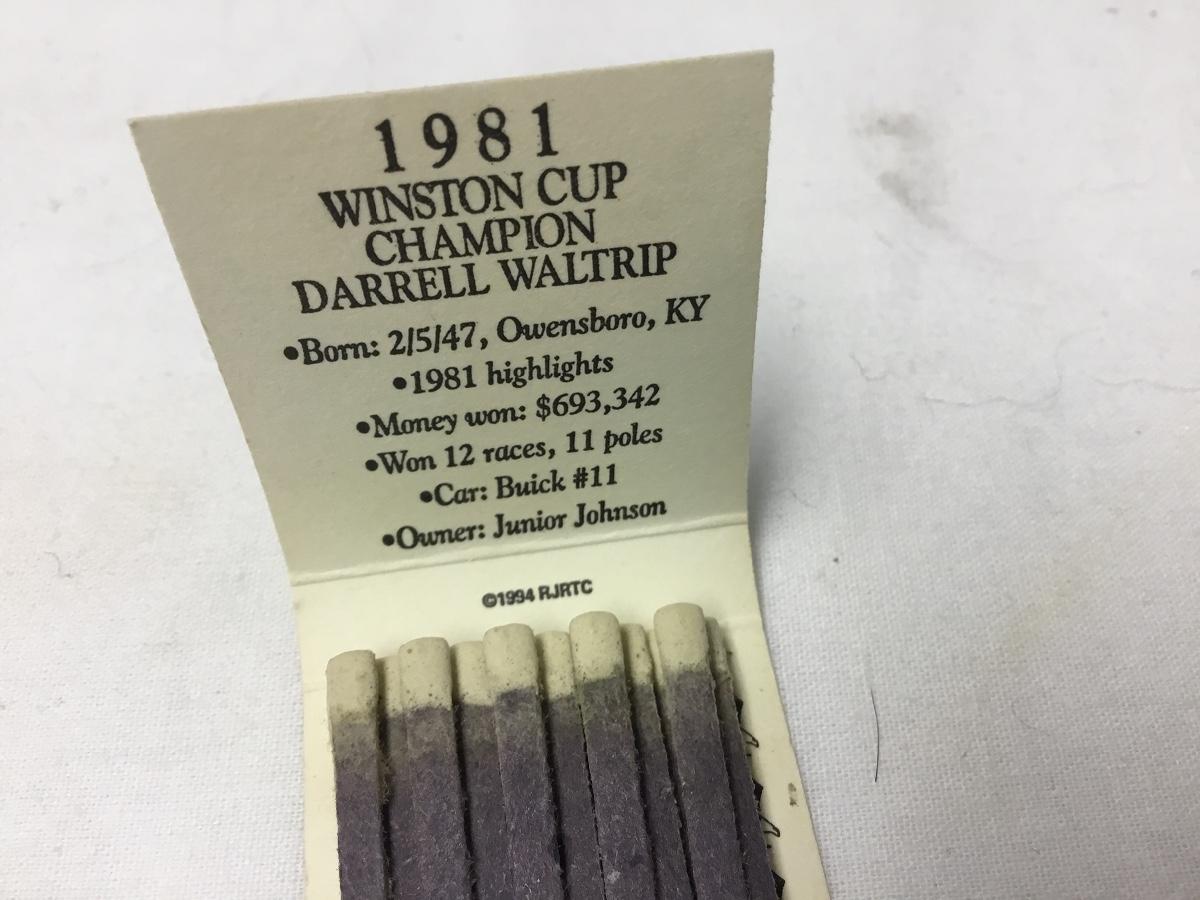 1981
WINSTON CUP
CHAMPION
DARRELL WALTRIP
•Born: 2/5/47, Owensboro, KY
•1981 highlights
•Money won: $693,342
•Won 12 races, 11 poles
•Car: Buick #11
•Owner: Junior Johnson
©1994 RJRTC